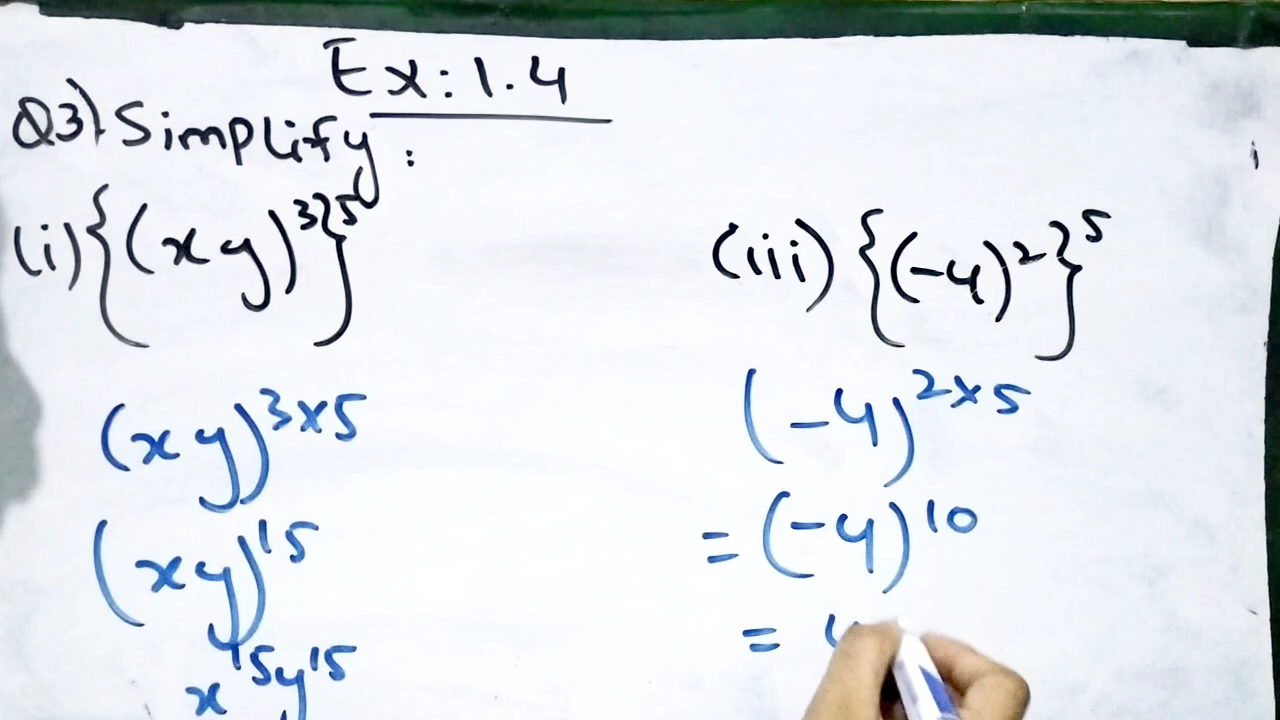 Ex: 1.4
Q3). Simplify:
(i) {(xy)³}⁵
(xy)³ˣ⁵
(xy)¹⁵
x¹⁵y¹⁵
(iii) {(-4)²}⁵
(-4)²ˣ⁵
= (-4)¹⁰
=